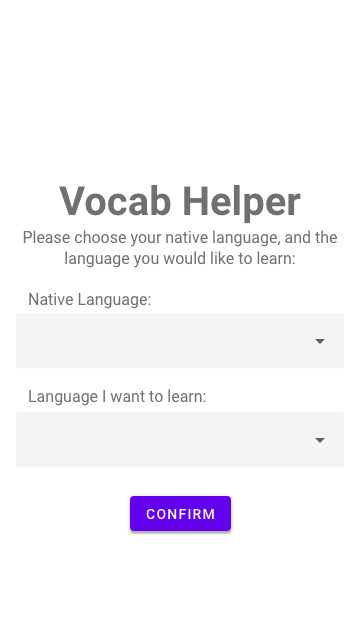 Vocab Helper
Please choose your native language, and the
language you would like to learn:
Native Language:
Language I want to learn:
CONFIRM